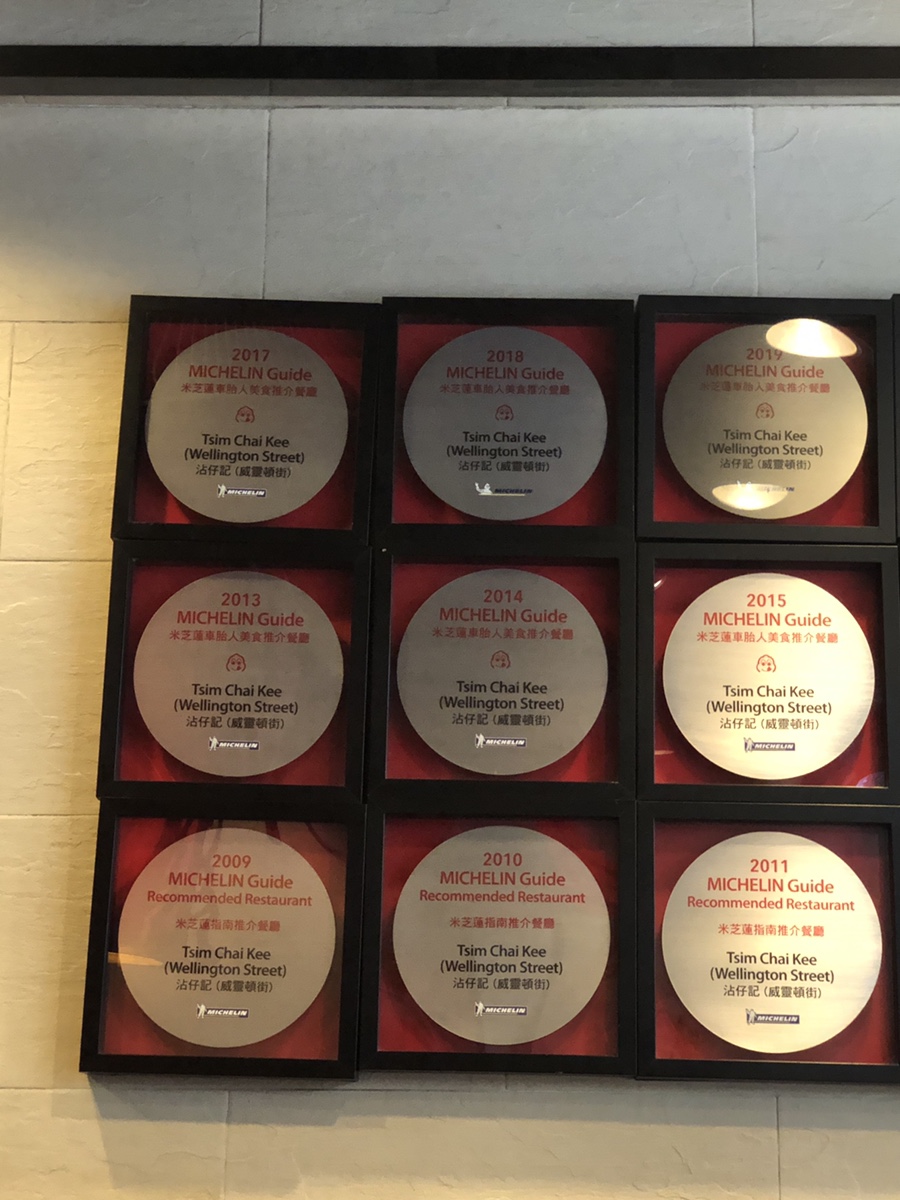 2017
MICHELIN Guide
米芝蓮車胎人美食推介餐廳
Tsim Chai Kee
(Wellington Street)
沾仔記 (威靈頓街)
MICHELIN
2018
MICHELIN Guide
米芝蓮車胎人美食推介餐廳
Tsim Chai Kee
(Wellington Street)
沾仔記 (威靈頓街)
MICHELIN
2019
MICHELIN Guide
米芝蓮車胎人美食推介餐廳
Tsim Chai Kee
(Wellington Street)
沾仔記 (威靈頓街)
2013
MICHELIN Guide
米芝蓮車胎人美食推介餐廳
Tsim Chai Kee
(Wellington Street)
沾仔記 (威靈頓街)
MICHELIN
2014
MICHELIN Guide
米芝蓮車胎人美食推介餐廳
Tsim Chai Kee
(Wellington Street)
沾仔記 (威靈頓街)
MICHELIN
2015
MICHELIN Guide
米芝蓮車胎人美食推介餐廳
Tsim Chai Kee
(Wellington Street)
沾仔記 (威靈頓街)
MICHELIN
2009
MICHELIN Guide
Recommended Restaurant
米芝蓮指南推介餐廳
Tsim Chai Kee
(Wellington Street)
沾仔記 (威靈頓街)
MICHELIN
2010
MICHELIN Guide
Recommended Restaurant
米芝蓮指南推介餐廳
Tsim Chai Kee
(Wellington Street)
沾仔記 (威靈頓街)
MICHELIN
2011
MICHELIN Guide
Recommended Restaurant
米芝蓮指南推介餐廳
Tsim Chai Kee
(Wellington Street)
沾仔記 (威靈頓街)
MICHELIN